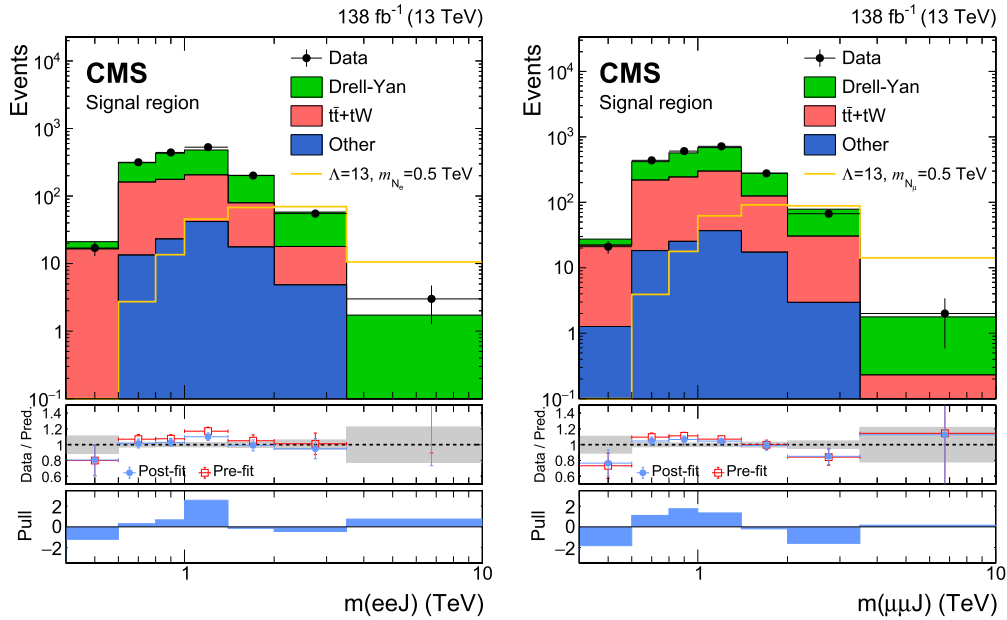 138 fb⁻¹ (13 TeV)
Events
CMS
Signal region
Data
Drell-Yan
tt̄+tW
Other
Λ=13, m_{N_e}=0.5 TeV
10⁴
10³
10²
10
1
10⁻¹
Data / Pred.
1.4
1.2
1
0.8
0.6
Post-fit
Pre-fit
Pull
2
0
−2
1
10
m(eeJ) (TeV)
138 fb⁻¹ (13 TeV)
Events
CMS
Signal region
Data
Drell-Yan
tt̄+tW
Other
Λ=13, m_{N_μ}=0.5 TeV
10⁴
10³
10²
10
1
10⁻¹
Data / Pred.
1.4
1.2
1
0.8
0.6
Post-fit
Pre-fit
Pull
2
0
−2
1
10
m(μμJ) (TeV)